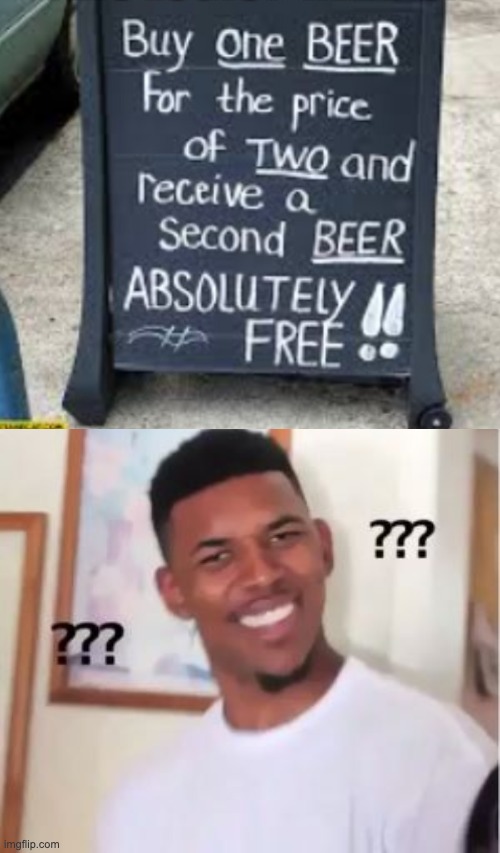 Buy one BEER
for the price
of TWO and
receive a
Second BEER
ABSOLUTELY
FREE !!
???
???
imgflip.com